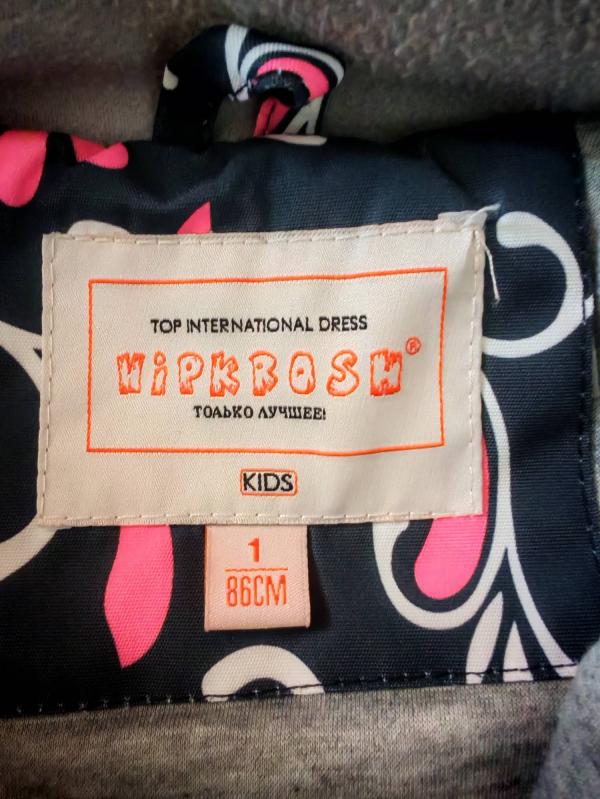 TOP INTERNATIONAL DRESS
HiPKROSH®
ТОЛЬКО ЛУЧШЕЕ!
KIDS
1
86CM